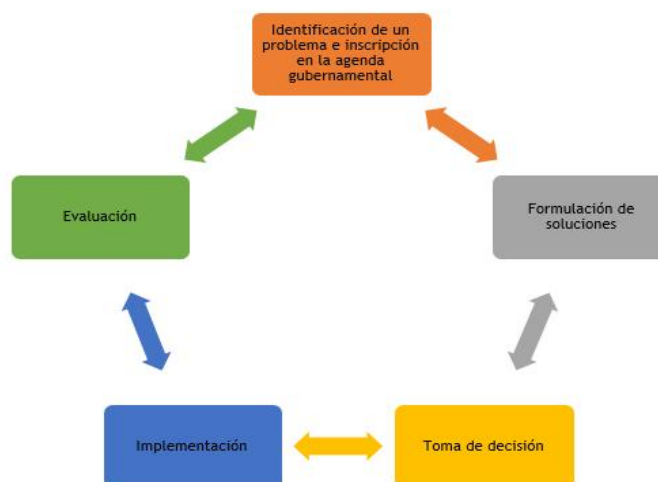 Identificación de un
problema e inscripción
en la agenda
gubernamental
Formulación de
soluciones
Toma de decisión
Implementación
Evaluación